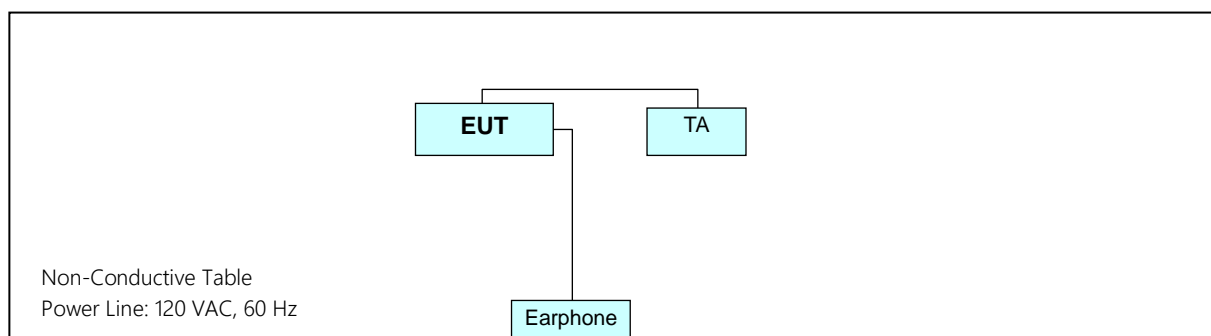 EUT
TA
Non-Conductive Table
Power Line: 120 VAC, 60 Hz
Earphone